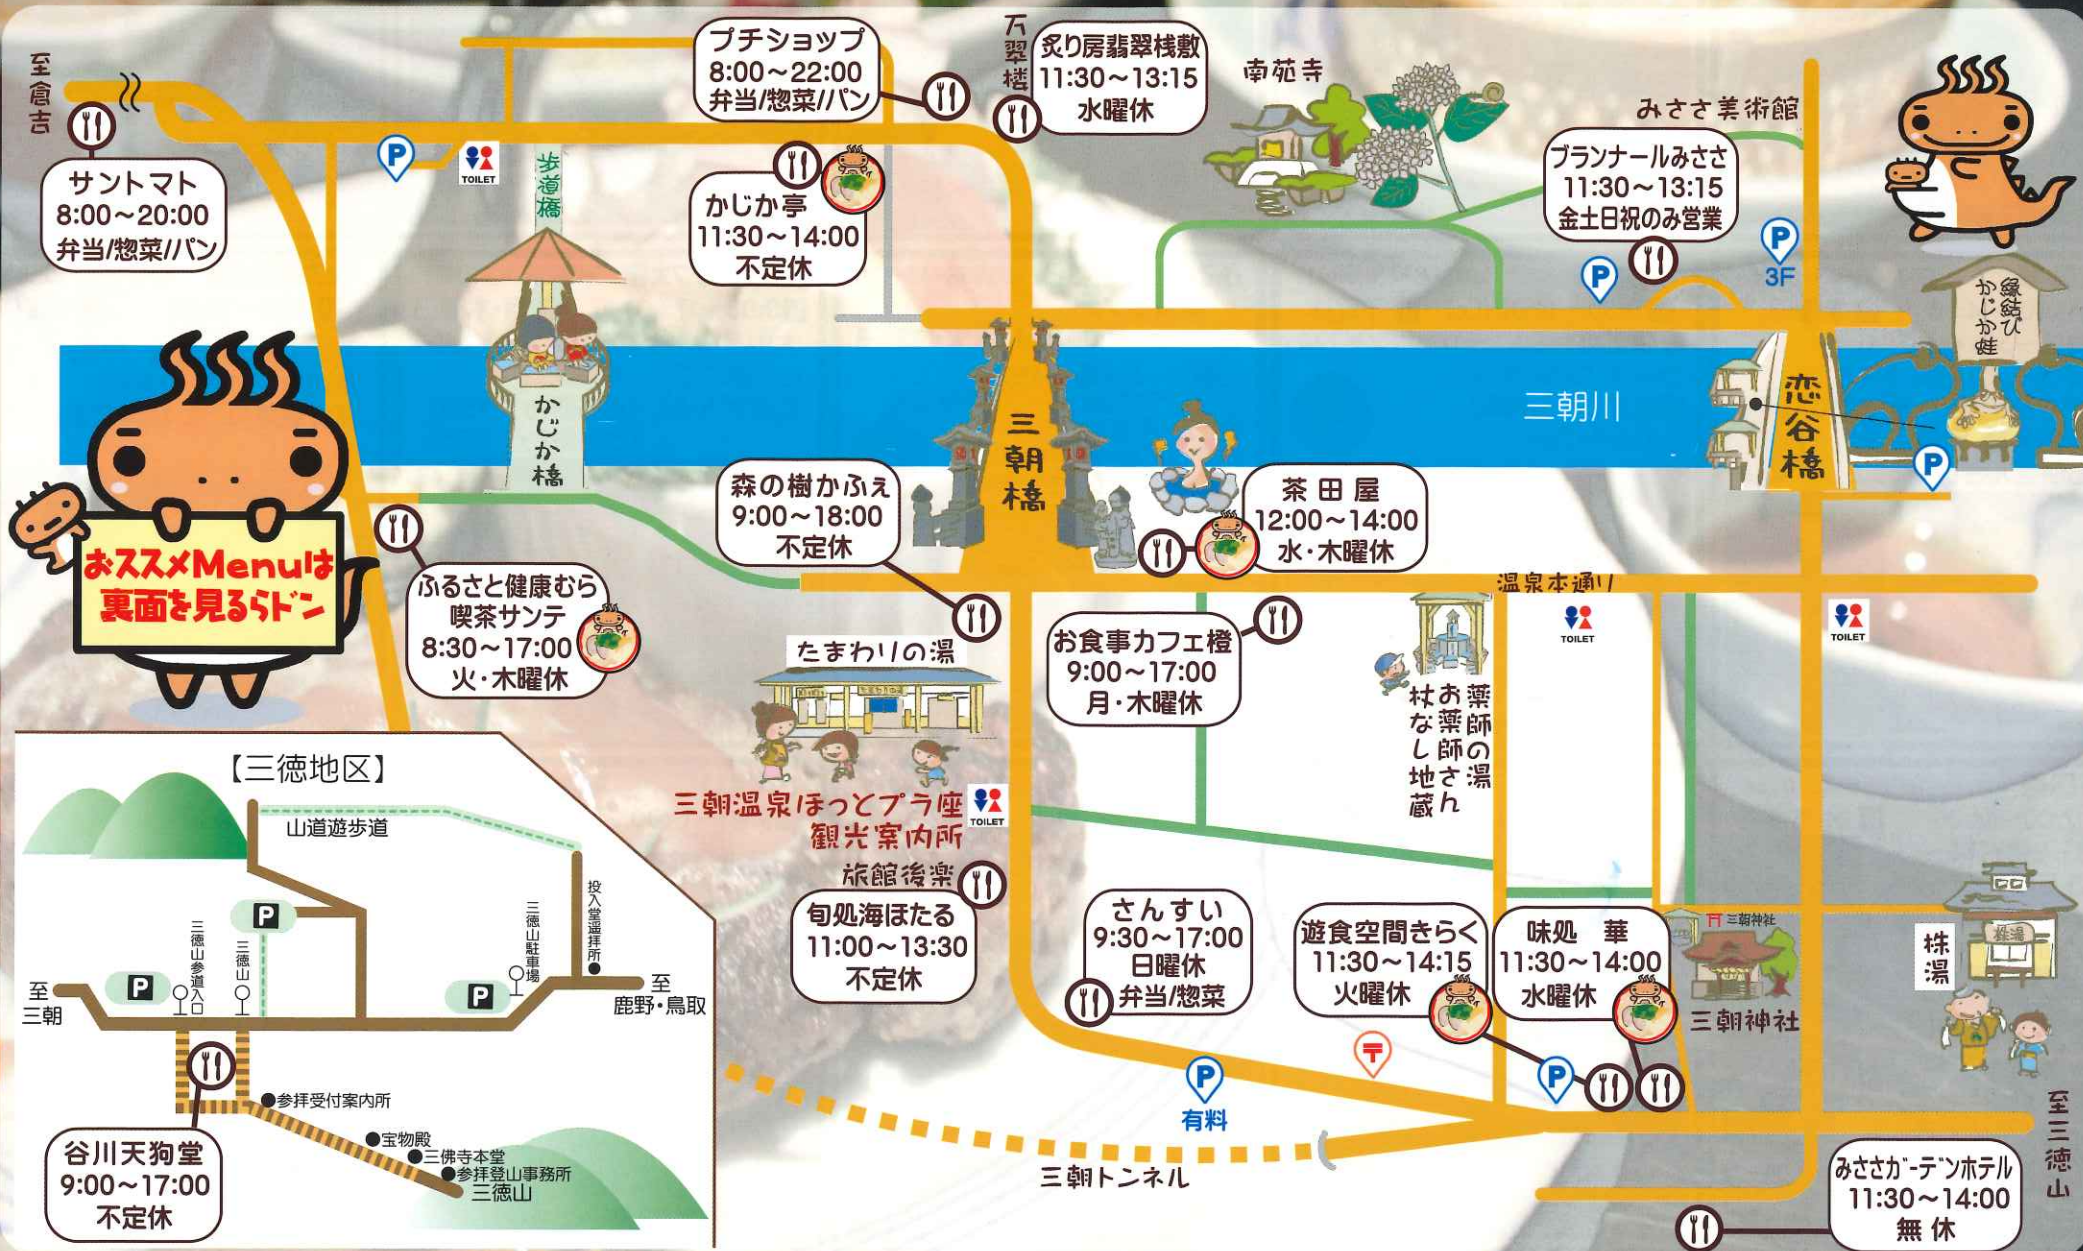 至倉吉
サントマト
8:00～20:00
弁当/惣菜/パン
P
TOILET
歩道橋
プチショップ
8:00～22:00
弁当/惣菜/パン
かじか亭
11:30～14:00
不定休
万翠楼
炙り房翡翠桟敷
11:30～13:15
水曜休
南苑寺
みささ美術館
ブランナールみささ
11:30～13:15
金土日祝のみ営業
P
P
3F
縁結び
かじか蛙
かじか橋
三朝橋
三朝川
恋谷橋
P
おススメMenuは
裏面を見るらドン
ふるさと健康むら
喫茶サンテ
8:30～17:00
火・木曜休
森の樹かふぇ
9:00～18:00
不定休
茶田屋
12:00～14:00
水・木曜休
温泉本通り
TOILET
TOILET
お食事カフェ橙
9:00～17:00
月・木曜休
たまわりの湯
三朝温泉ほっとプラ座
観光案内所
TOILET
薬師の湯
お薬師さん
杖なし地蔵
旅館後楽
旬処海ほたる
11:00～13:30
不定休
さんすい
9:30～17:00
日曜休
弁当/惣菜
遊食空間きらく
11:30～14:15
火曜休
味処　華
11:30～14:00
水曜休
三朝神社
三朝神社
株湯
株湯
〒
P
有料
P
三朝トンネル
至三徳山
みささガーデンホテル
11:30～14:00
無休
【三徳地区】
山道遊歩道
投入堂遥拝所
三徳山駐車場
三徳山参道入口
三徳山
P
P
P
至
三朝
至
鹿野・鳥取
参拝受付案内所
宝物殿
三佛寺本堂
参拝登山事務所
三徳山
谷川天狗堂
9:00～17:00
不定休